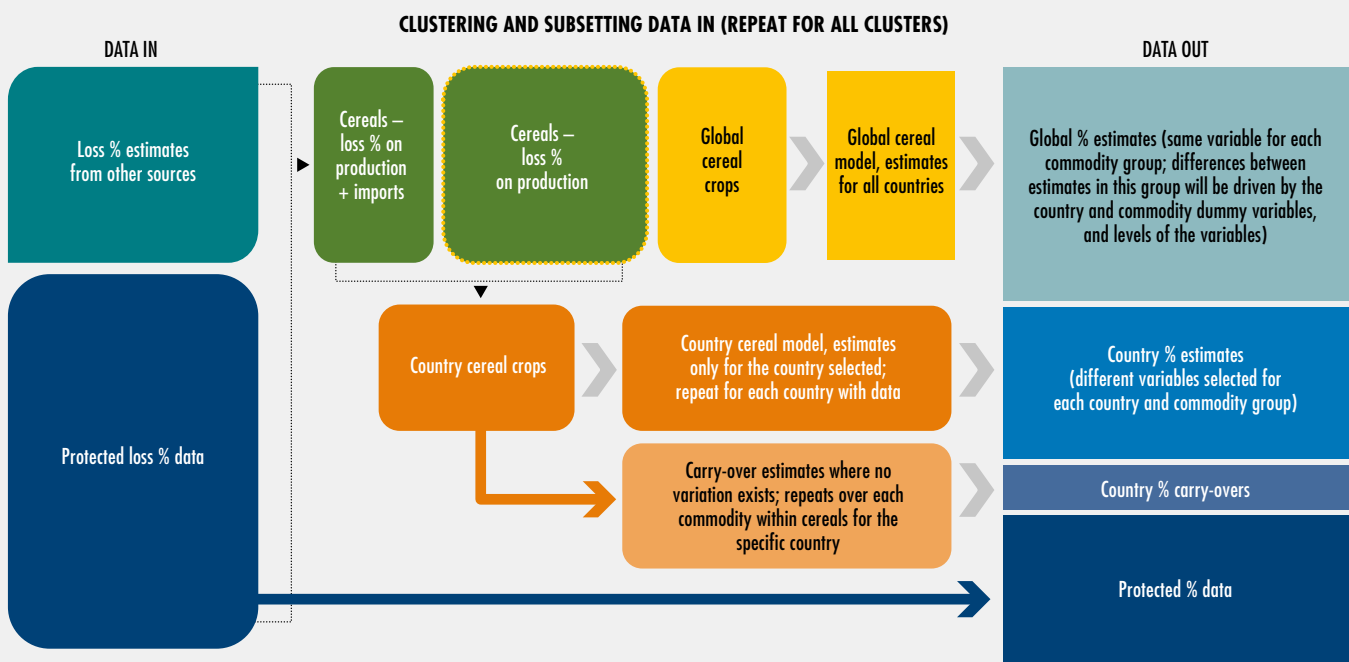 CLUSTERING AND SUBSETTING DATA IN (REPEAT FOR ALL CLUSTERS)
DATA IN
DATA OUT
Loss % estimates
from other sources
Cereals –
loss % on
production
+ imports
Cereals –
loss %
on production
Global
cereal
crops
Global cereal
model, estimates
for all countries
Global % estimates (same variable for each
commodity group; differences between
estimates in this group will be driven by the
country and commodity dummy variables,
and levels of the variables)
Protected loss % data
Country cereal crops
Country cereal model, estimates
only for the country selected;
repeat for each country with data
Country % estimates
(different variables selected for
each country and commodity group)
Carry-over estimates where no
variation exists; repeats over each
commodity within cereals for the
specific country
Country % carry-overs
Protected % data